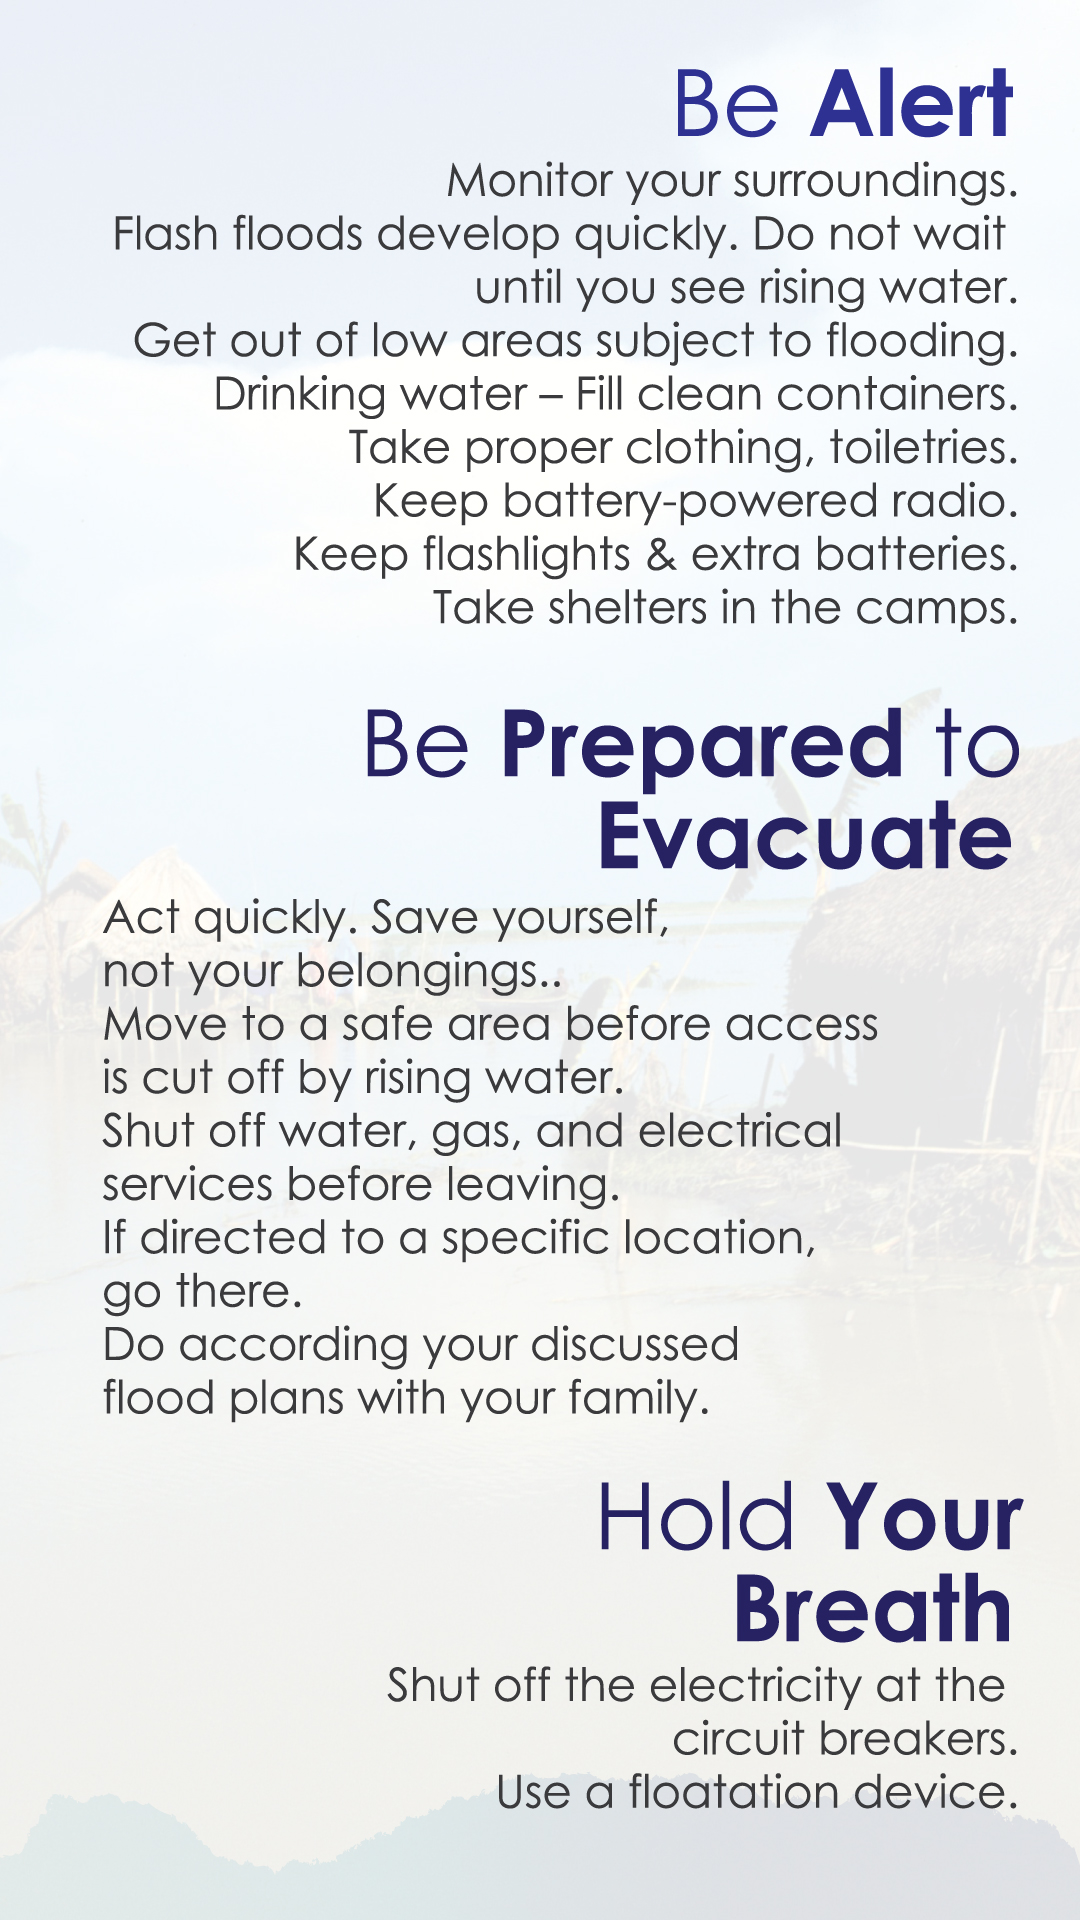 Be Alert
Monitor your surroundings.
Flash floods develop quickly. Do not wait
until you see rising water.
Get out of low areas subject to flooding.
Drinking water – Fill clean containers.
Take proper clothing, toiletries.
Keep battery-powered radio.
Keep flashlights & extra batteries.
Take shelters in the camps.
Be Prepared to
Evacuate
Act quickly. Save yourself,
not your belongings..
Move to a safe area before access
is cut off by rising water.
Shut off water, gas, and electrical
services before leaving.
If directed to a specific location,
go there.
Do according your discussed
flood plans with your family.
Hold Your
Breath
Shut off the electricity at the
circuit breakers.
Use a floatation device.